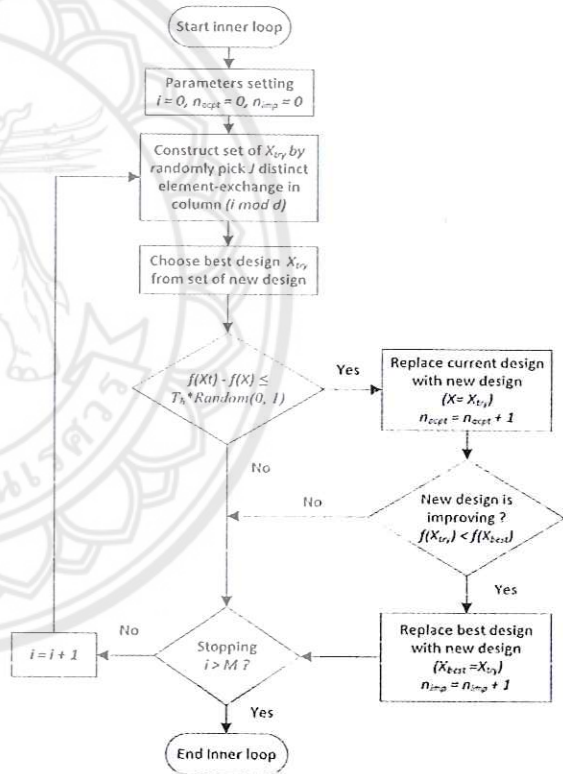 Start inner loop
Parameters setting
i = 0, n_acpt = 0, n_imp = 0
Construct set of X_try by
randomly pick J distinct
element-exchange in
column (i mod d)
Choose best design X_try
from set of new design
f(Xt) - f(X) ≤
T_h*Random(0, 1)
Yes
Replace current design
with new design
(X= X_try)
n_acpt = n_acpt + 1
No
No
New design is
improving ?
f(X_try) < f(X_best)
Yes
Replace best design
with new design
(X_best =X_try)
n_imp = n_imp + 1
No
i = i + 1
Stopping
i > M ?
Yes
End Inner loop